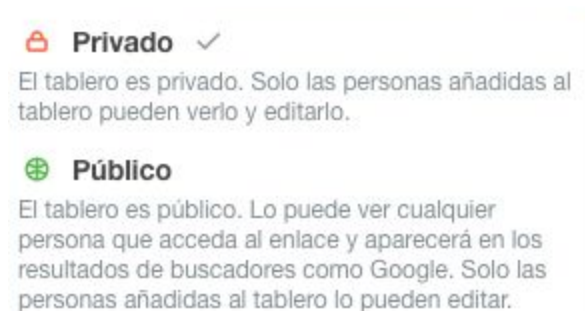 Privado
El tablero es privado. Solo las personas añadidas al
tablero pueden verlo y editarlo.
Público
El tablero es público. Lo puede ver cualquier
persona que acceda al enlace y aparecerá en los
resultados de buscadores como Google. Solo las
personas añadidas al tablero lo pueden editar.